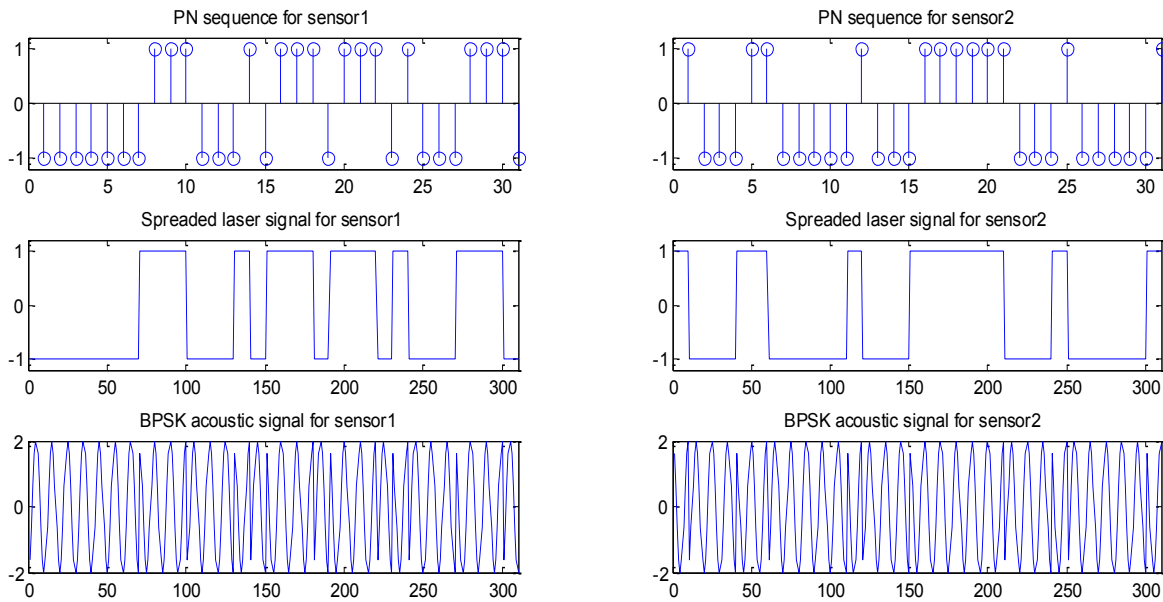 PN sequence for sensor1
1
0
-1
0 5 10 15 20 25 30
PN sequence for sensor2
1
0
-1
0 5 10 15 20 25 30
Spreaded laser signal for sensor1
1
0
-1
0 50 100 150 200 250 300
Spreaded laser signal for sensor2
1
0
-1
0 50 100 150 200 250 300
BPSK acoustic signal for sensor1
2
0
-2
0 50 100 150 200 250 300
BPSK acoustic signal for sensor2
2
0
-2
0 50 100 150 200 250 300